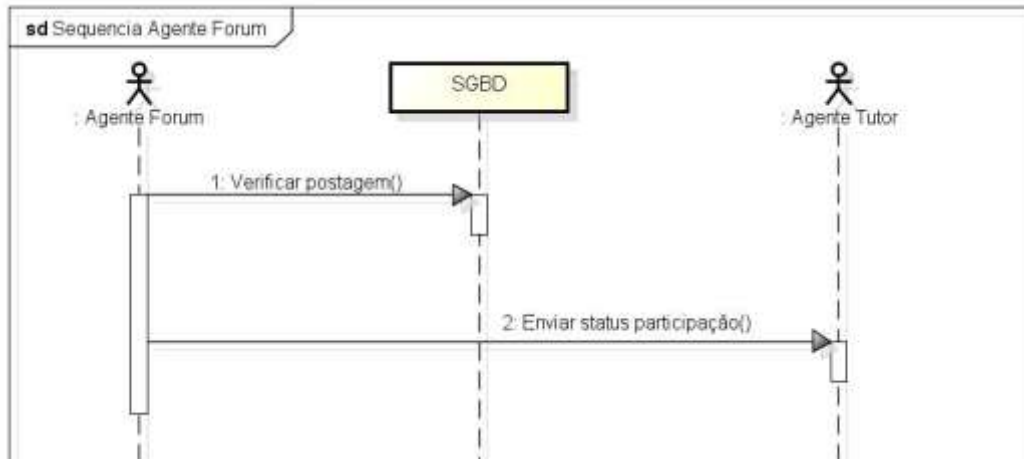 sd Sequencia Agente Forum
SGBD
: Agente Forum
: Agente Tutor
1: Verificar postagem()
2: Enviar status participação()